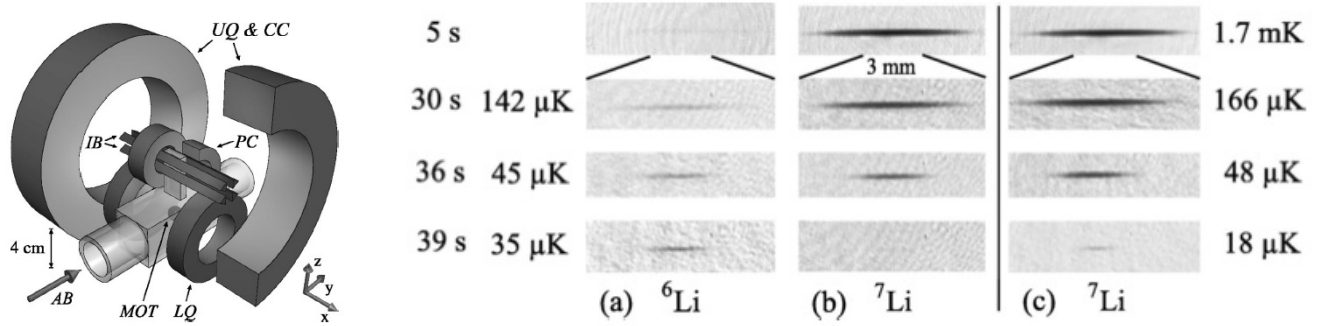 UQ & CC
IB
PC
4 cm
AB
MOT
LQ
z
y
x
5 s
1.7 mK
3 mm
30 s 142 µK
166 µK
36 s 45 µK
48 µK
39 s 35 µK
18 µK
(a) ⁶Li
(b) ⁷Li
(c) ⁷Li